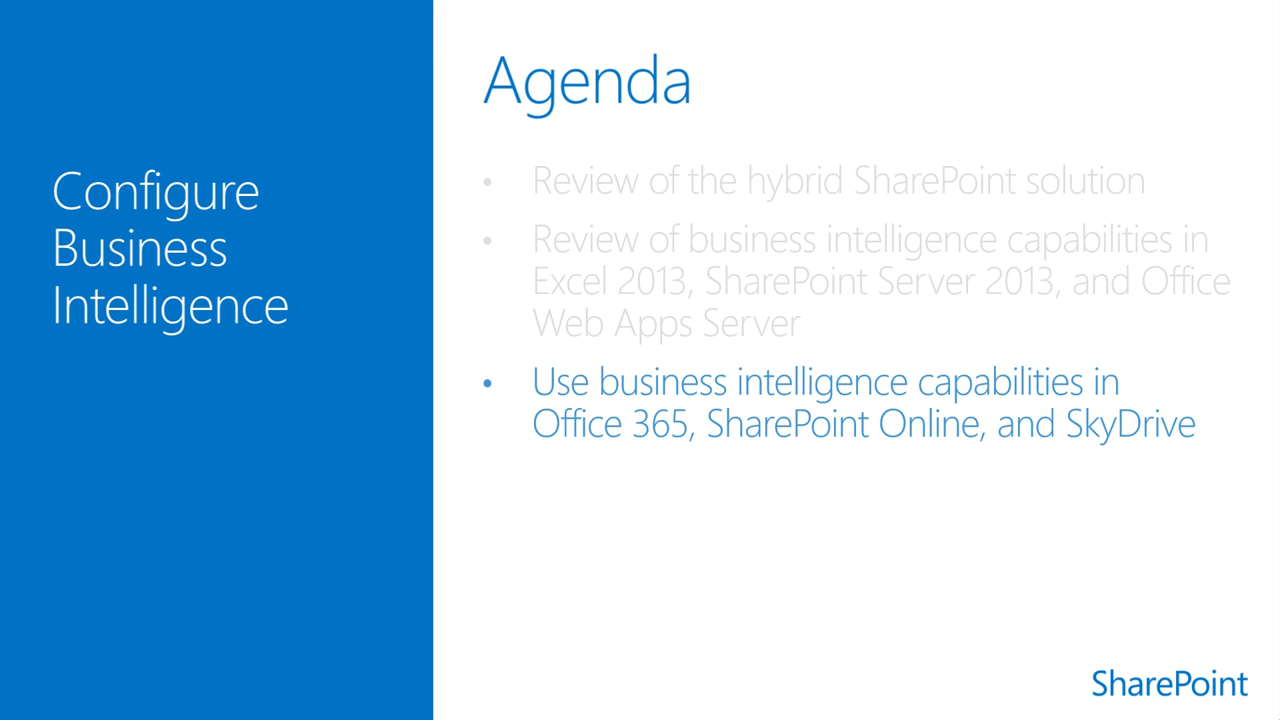 Configure
Business
Intelligence
Agenda
• Review of the hybrid SharePoint solution
• Review of business intelligence capabilities in
Excel 2013, SharePoint Server 2013, and Office
Web Apps Server
• Use business intelligence capabilities in
Office 365, SharePoint Online, and SkyDrive
SharePoint